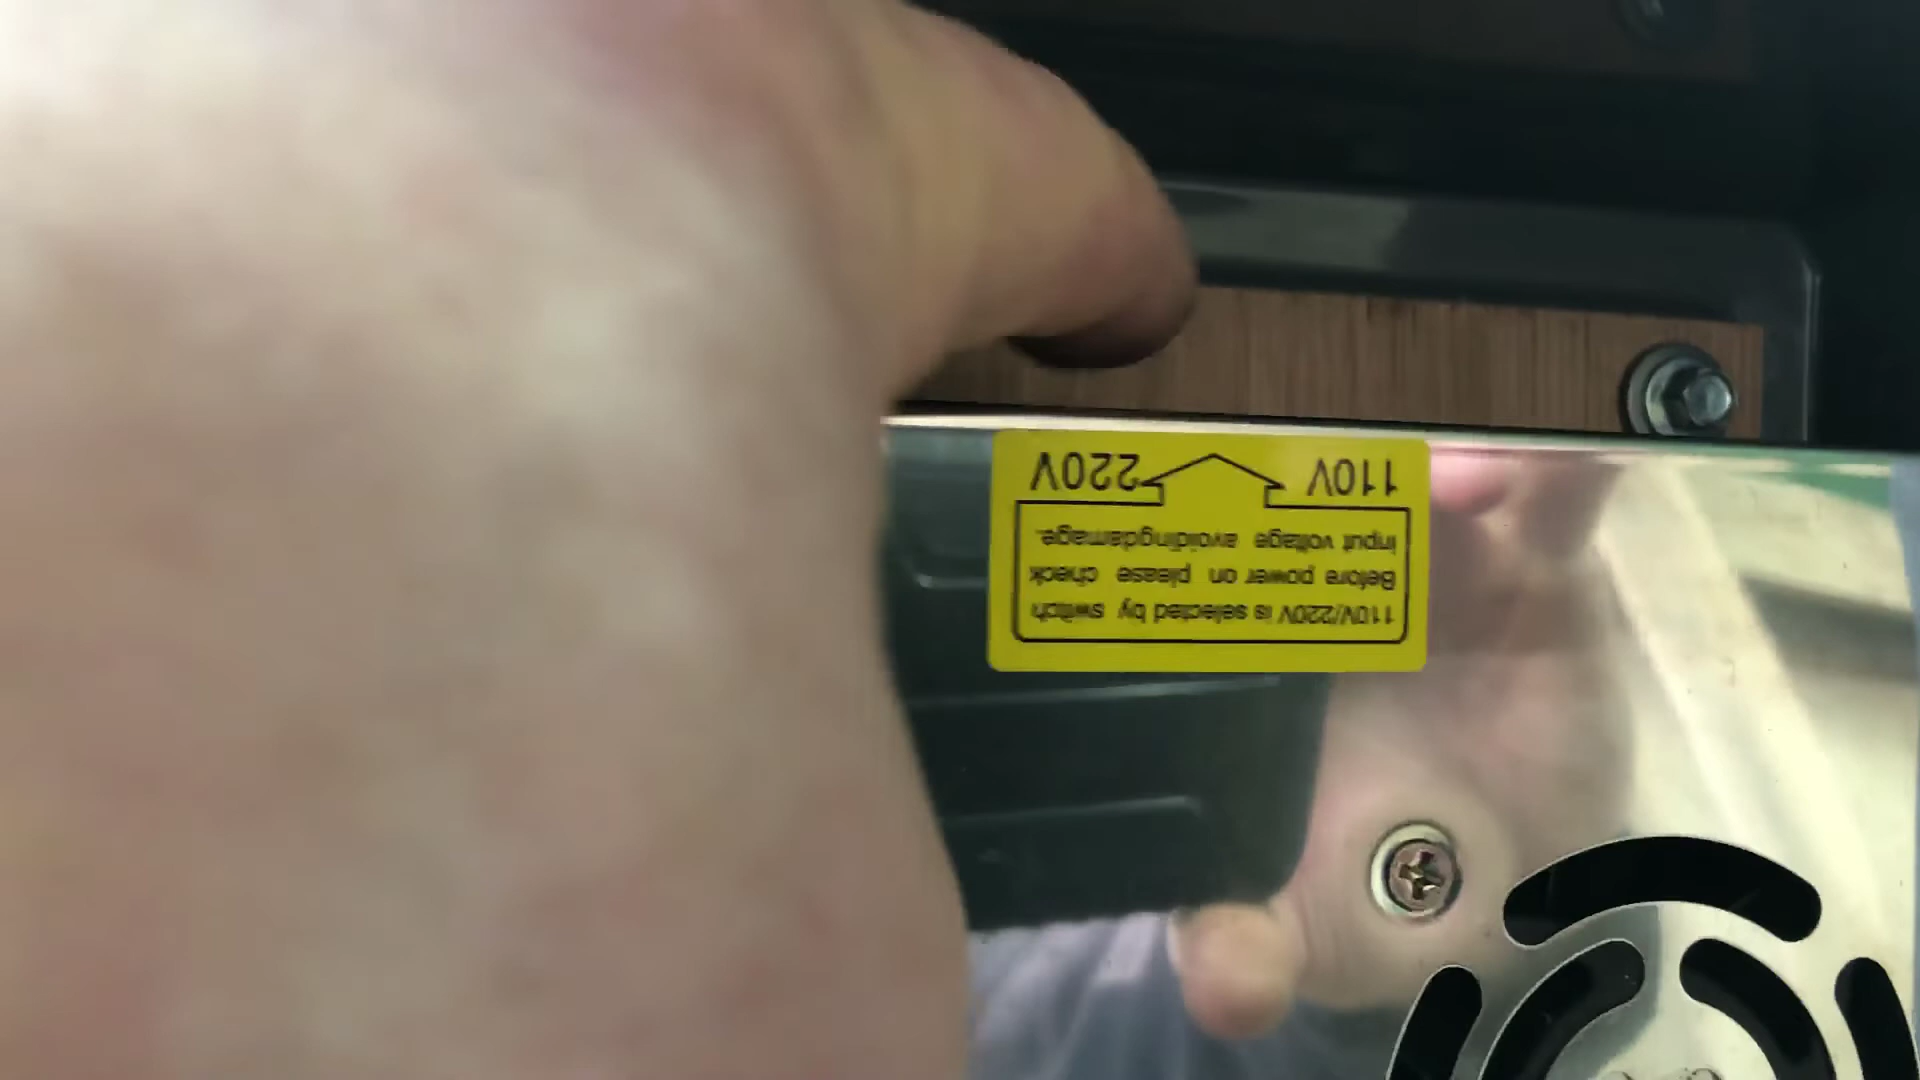 110V/220V is selected by switch
Before power on please check
input voltage avoidingdamage.
110V 220V